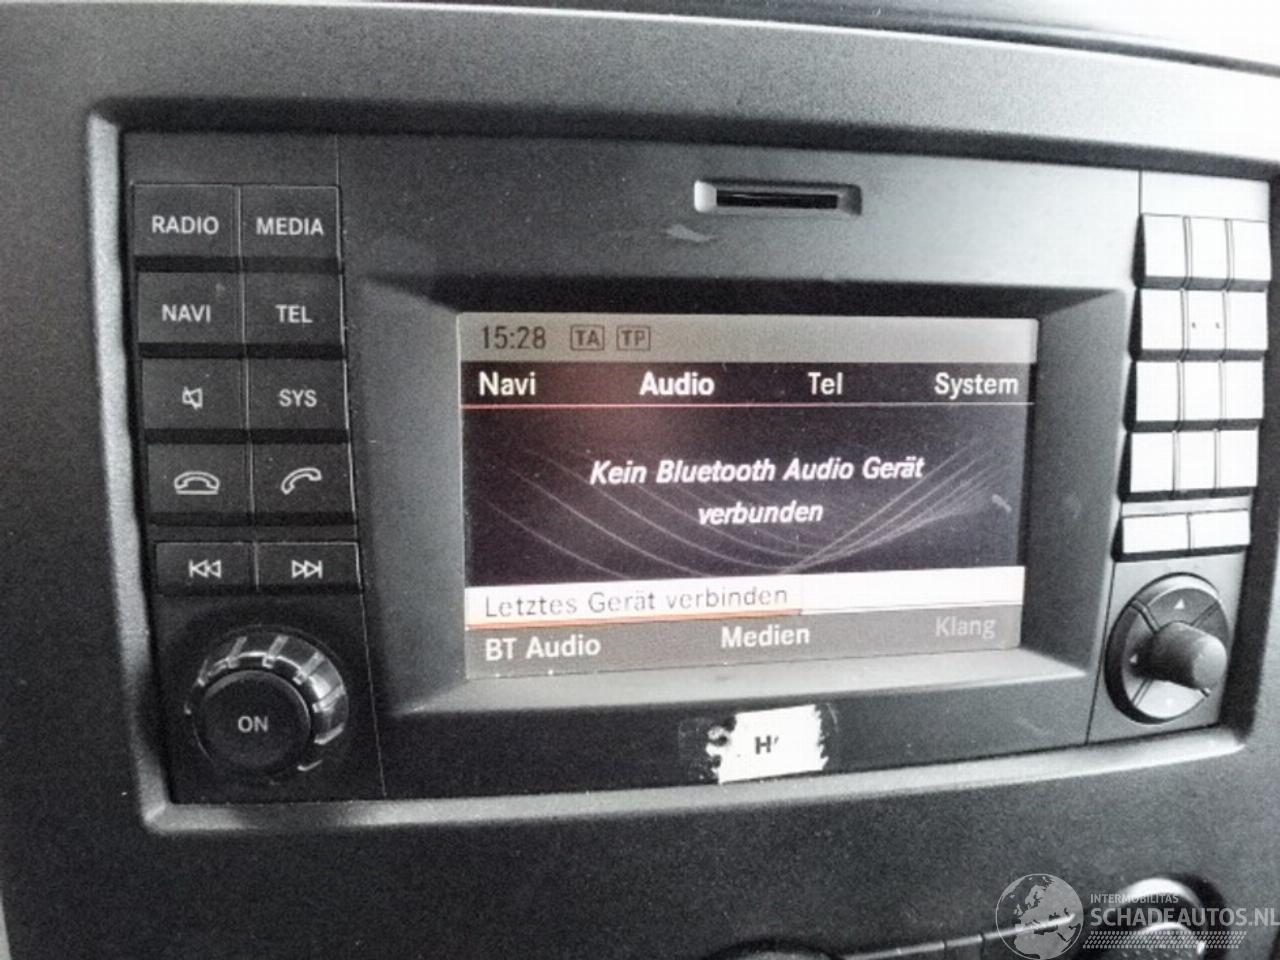 RADIO MEDIA
NAVI TEL
SYS
ON
15:28 TA TP
Navi Audio Tel System
Kein Bluetooth Audio Gerät
verbunden
Letztes Gerät verbinden
BT Audio Medien Klang
H'
INTERMOBILITAS
SCHADEAUTOS.NL